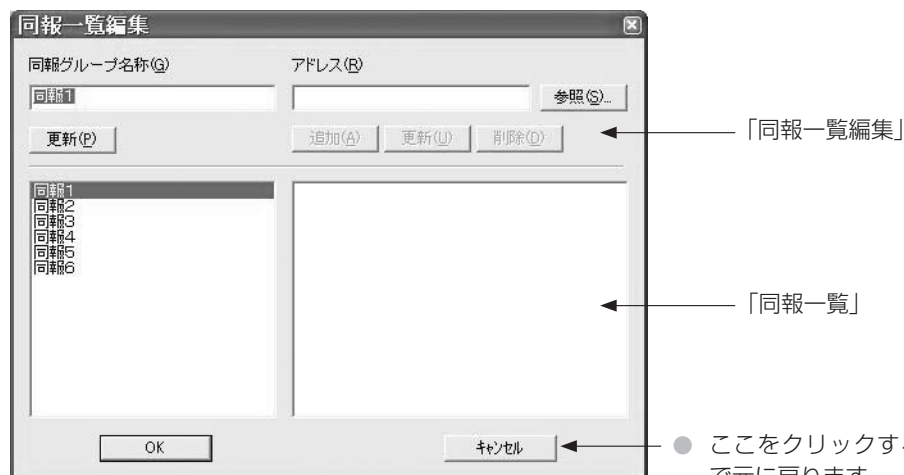 同報一覧編集
同報グループ名称(G) アドレス(R)
同報1 参照(S)...
更新(P) 追加(A) 更新(U) 削除(D)
「同報一覧編集」
同報1
同報2
同報3
同報4
同報5
同報6
「同報一覧」
OK キャンセル
● ここをクリックす
で元に戻ります